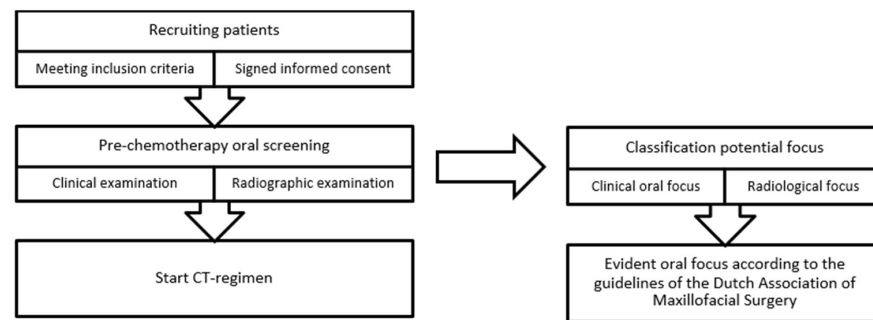 Recruiting patients
Meeting inclusion criteria
Signed informed consent
Pre-chemotherapy oral screening
Clinical examination
Radiographic examination
Start CT-regimen
Classification potential focus
Clinical oral focus
Radiological focus
Evident oral focus according to the
guidelines of the Dutch Association of
Maxillofacial Surgery